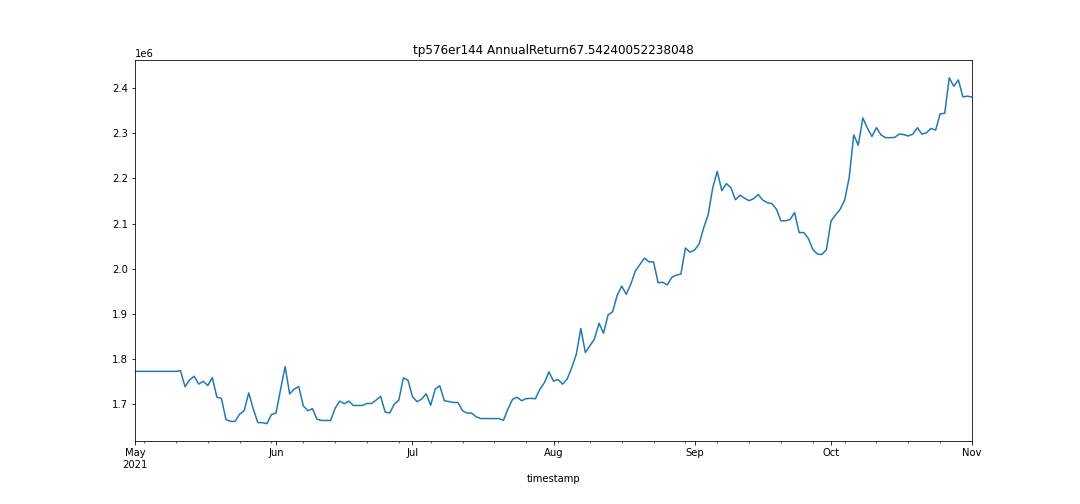 tp576er144 AnnualReturn67.54240052238048
1e6
2.4
2.3
2.2
2.1
2.0
1.9
1.8
1.7
May Jun Jul Aug Sep Oct Nov
2021
timestamp